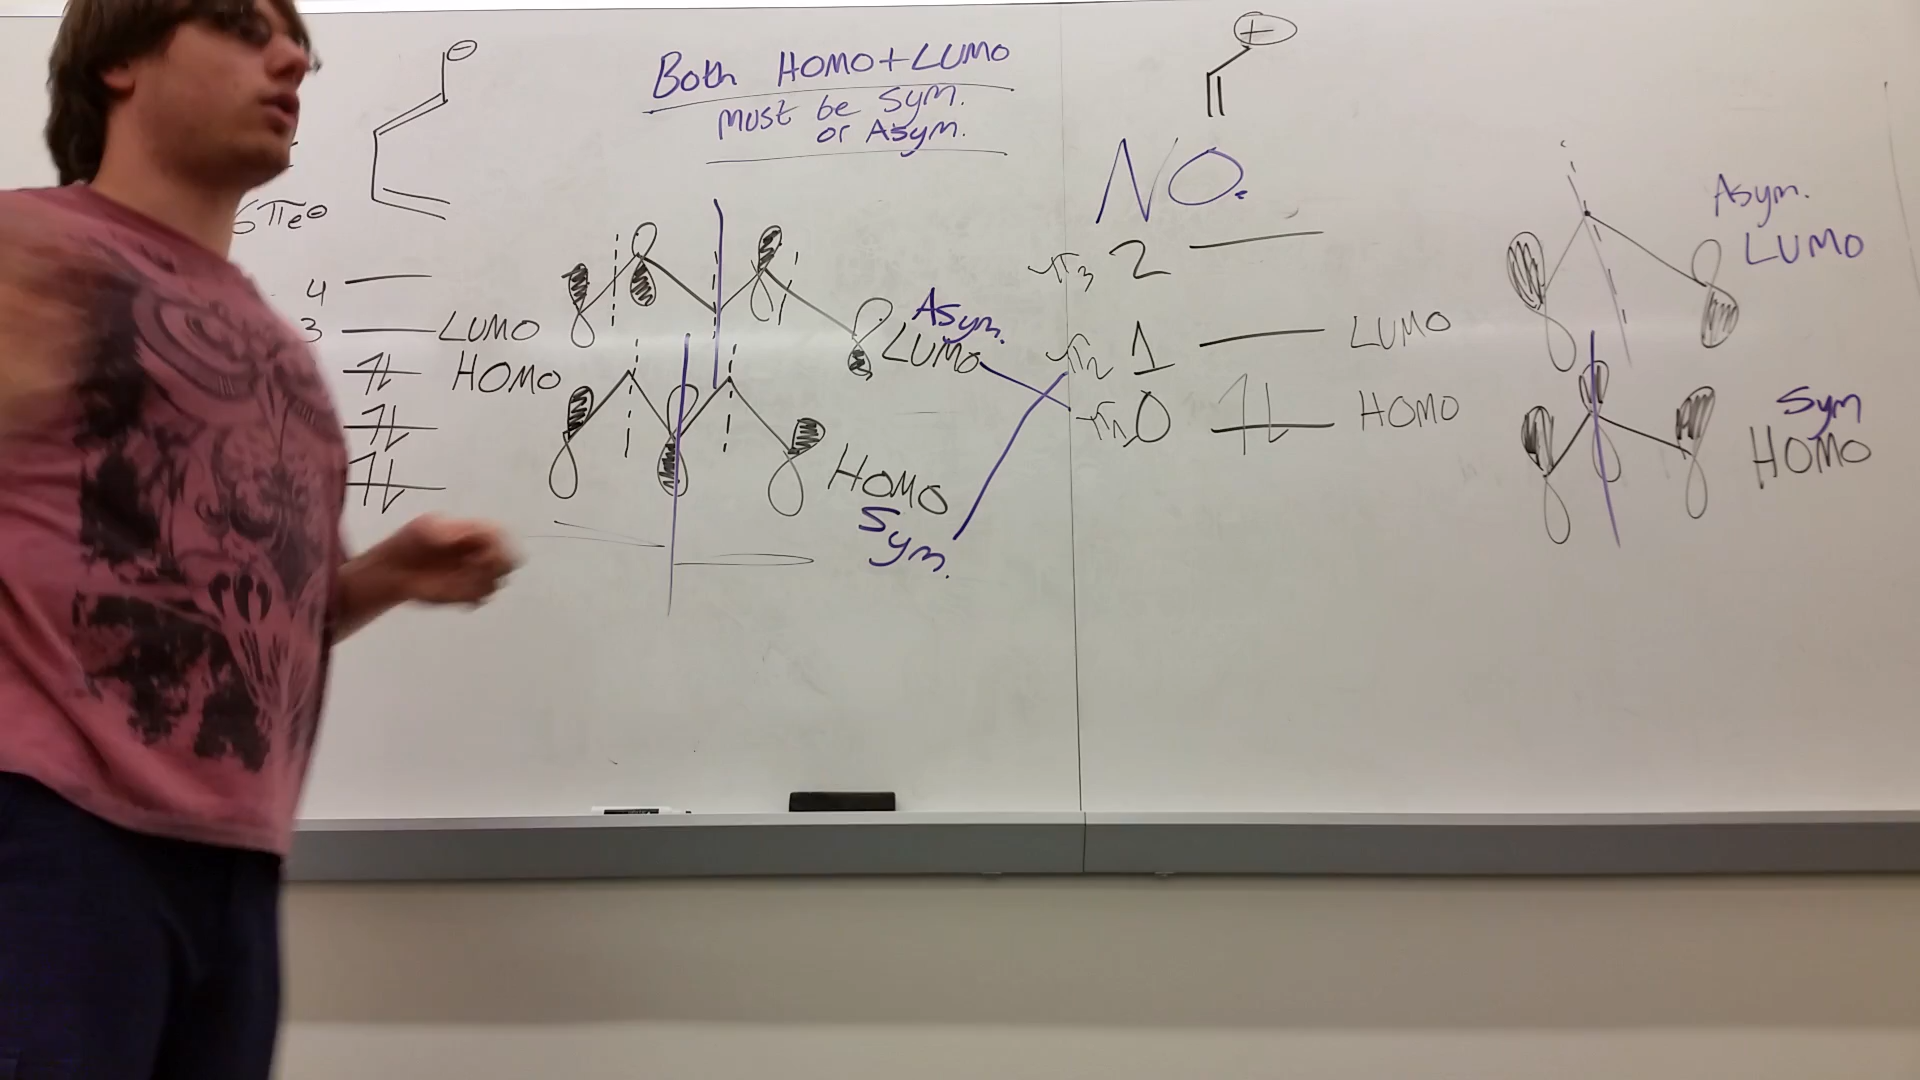 ⊖
Both HOMO+LUMO
must be Sym.
or Asym.
⊕
NO.
6πe⊖
4
3 LUMO
HOMO
Asym.
LUMO
HOMO
Sym.
π3 2
π2 1 LUMO
π1 0 HOMO
Asym.
LUMO
Sym
HOMO